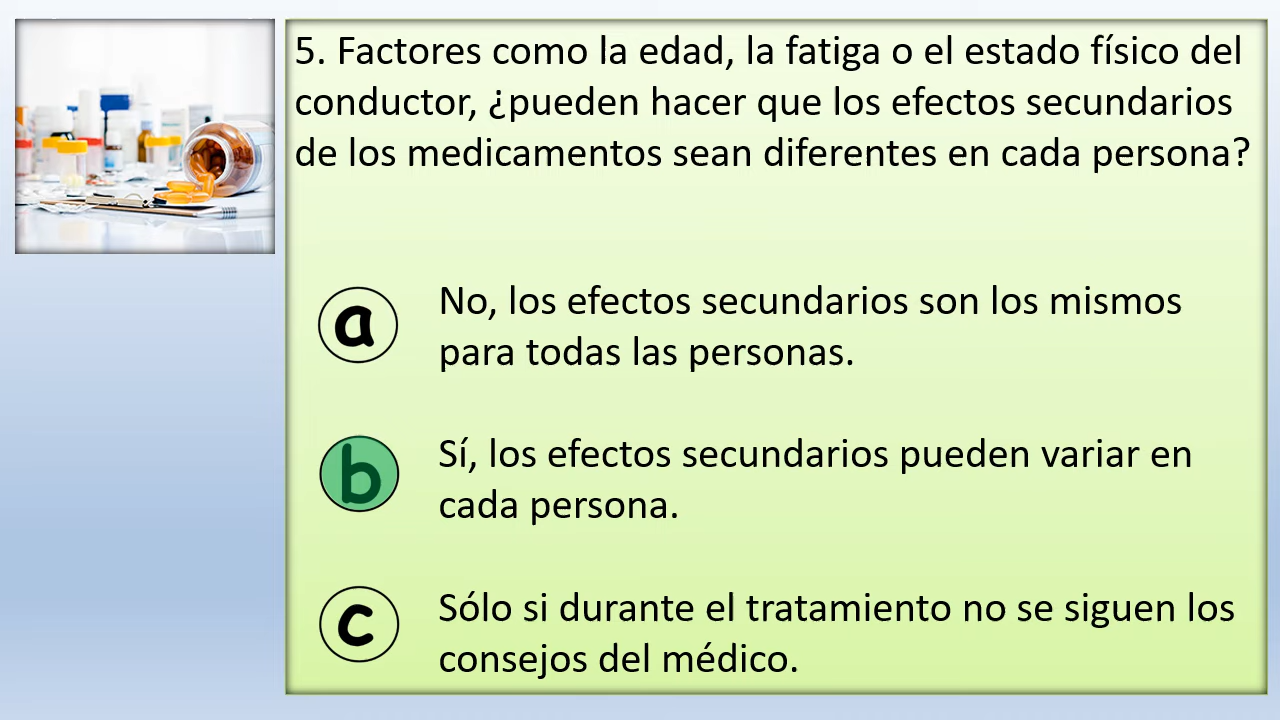 5. Factores como la edad, la fatiga o el estado físico del
conductor, ¿pueden hacer que los efectos secundarios
de los medicamentos sean diferentes en cada persona?
a
No, los efectos secundarios son los mismos
para todas las personas.
b
Sí, los efectos secundarios pueden variar en
cada persona.
c
Sólo si durante el tratamiento no se siguen los
consejos del médico.